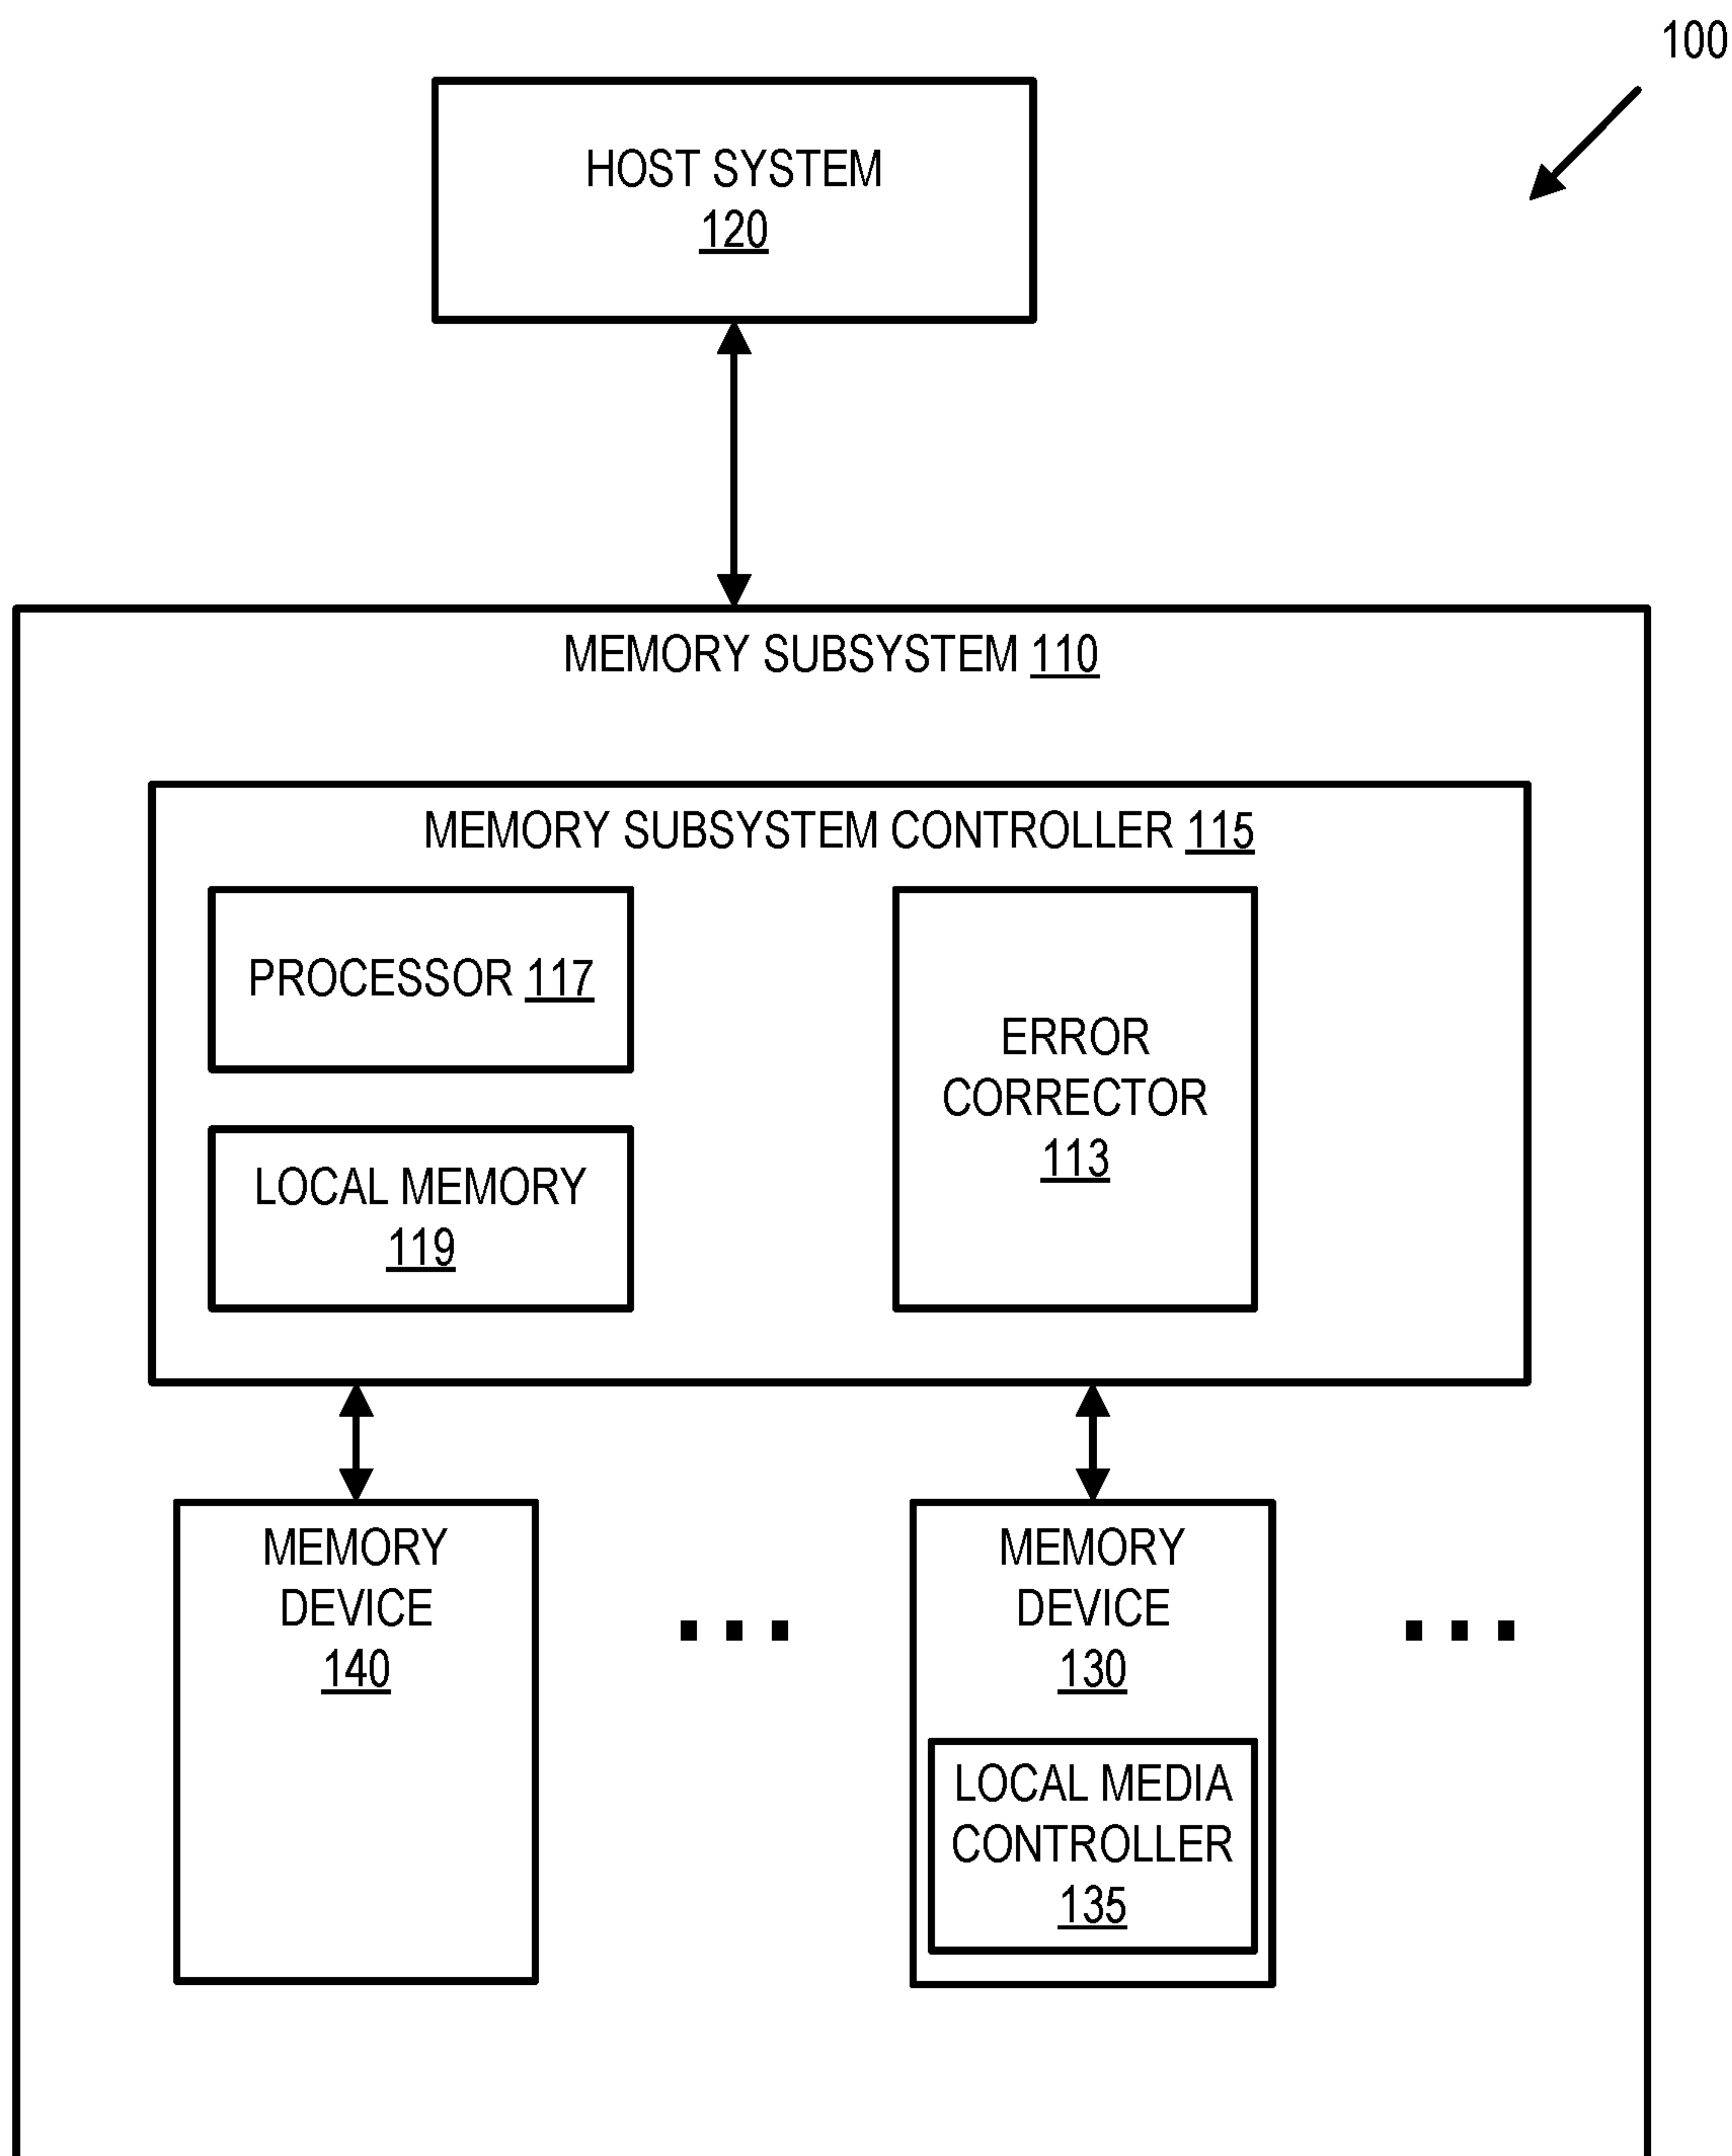 100
HOST SYSTEM
120
MEMORY SUBSYSTEM 110
MEMORY SUBSYSTEM CONTROLLER 115
PROCESSOR 117
LOCAL MEMORY
119
ERROR
CORRECTOR
113
MEMORY
DEVICE
140
MEMORY
DEVICE
130
LOCAL MEDIA
CONTROLLER
135